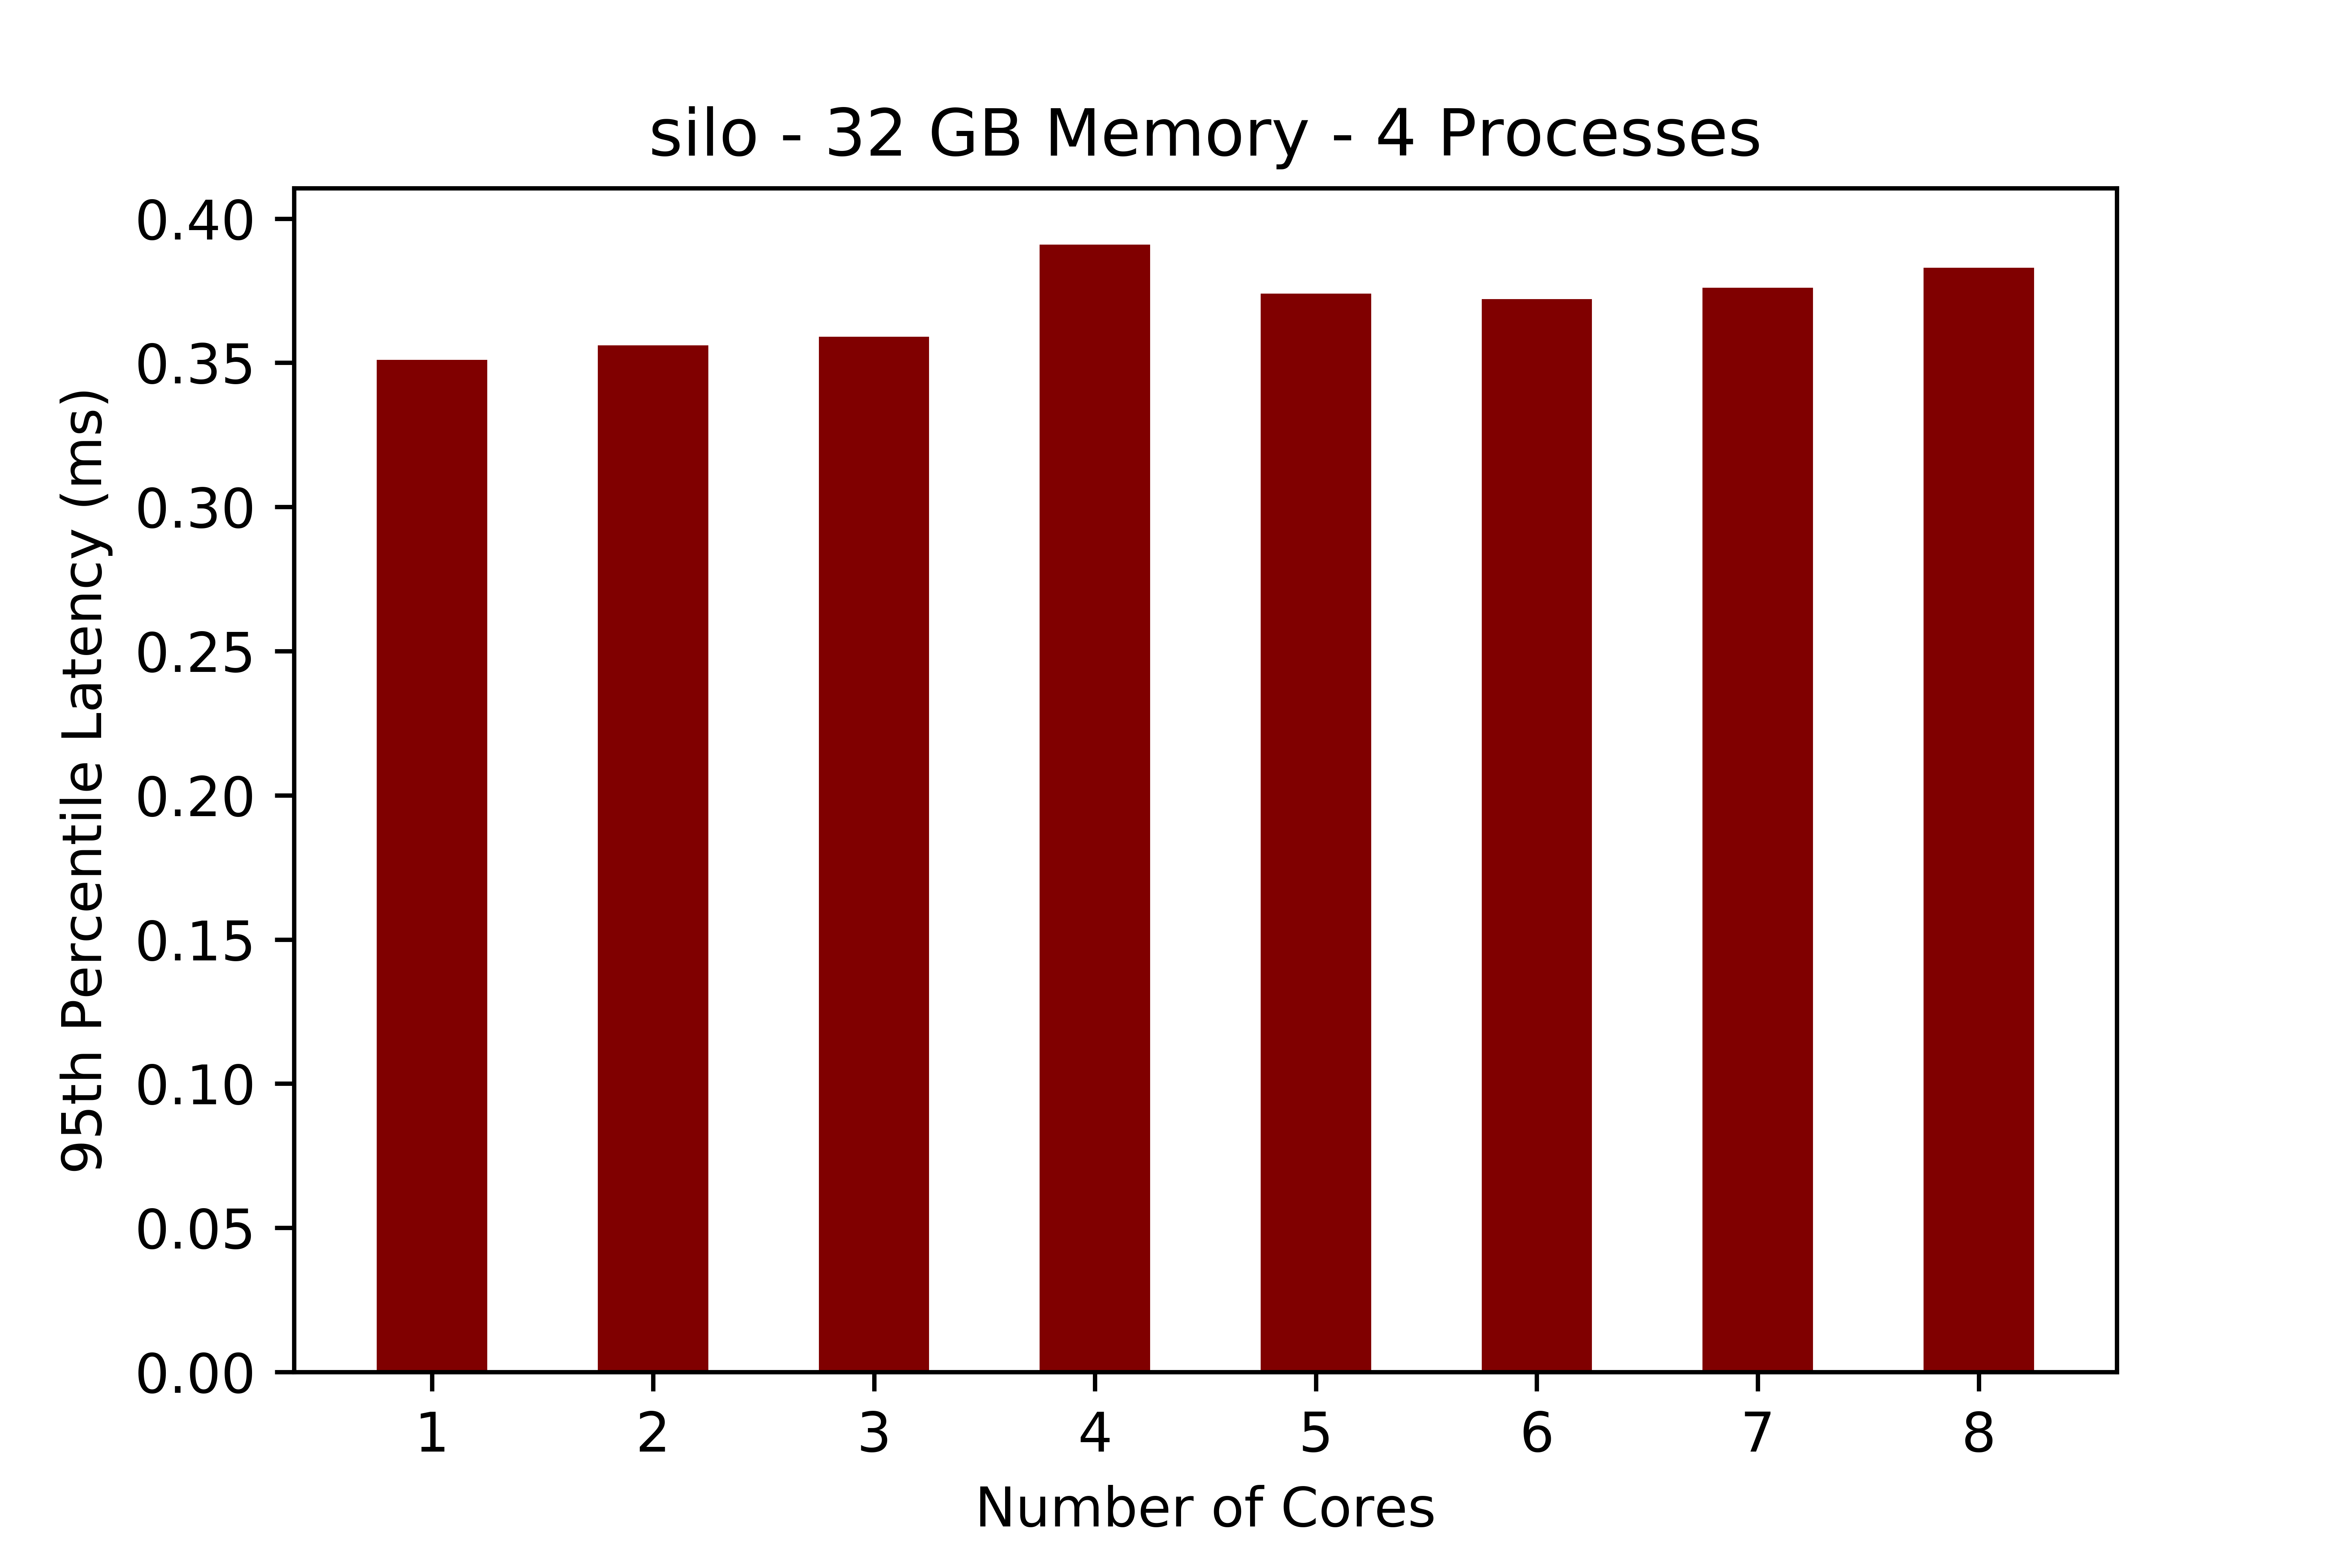 silo - 32 GB Memory - 4 Processes
95th Percentile Latency (ms)
0.40
0.35
0.30
0.25
0.20
0.15
0.10
0.05
0.00
1 2 3 4 5 6 7 8
Number of Cores